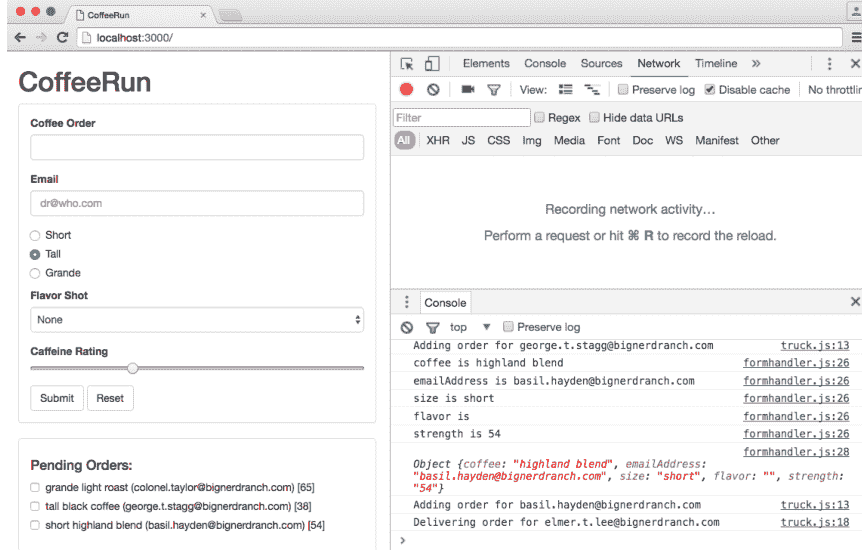 CoffeeRun
localhost:3000/
CoffeeRun
Coffee Order
Email
dr@who.com
Short
Tall
Grande
Flavor Shot
None
Caffeine Rating
Submit Reset
Pending Orders:
grande light roast (colonel.taylor@bignerdranch.com) [65]
tall black coffee (george.t.stagg@bignerdranch.com) [38]
short highland blend (basil.hayden@bignerdranch.com) [54]
Elements Console Sources Network Timeline »
View: Preserve log Disable cache No throttlin
Filter Regex Hide data URLs
All XHR JS CSS Img Media Font Doc WS Manifest Other
Recording network activity…
Perform a request or hit ⌘ R to record the reload.
Console
top ▼ Preserve log
Adding order for george.t.stagg@bignerdranch.com truck.js:13
coffee is highland blend formhandler.js:26
emailAddress is basil.hayden@bignerdranch.com formhandler.js:26
size is short formhandler.js:26
flavor is formhandler.js:26
strength is 54 formhandler.js:26
formhandler.js:28
Object {coffee: "highland blend", emailAddress:
"basil.hayden@bignerdranch.com", size: "short", flavor: "", strength:
"54"}
Adding order for basil.hayden@bignerdranch.com truck.js:13
Delivering order for elmer.t.lee@bignerdranch.com truck.js:18
>